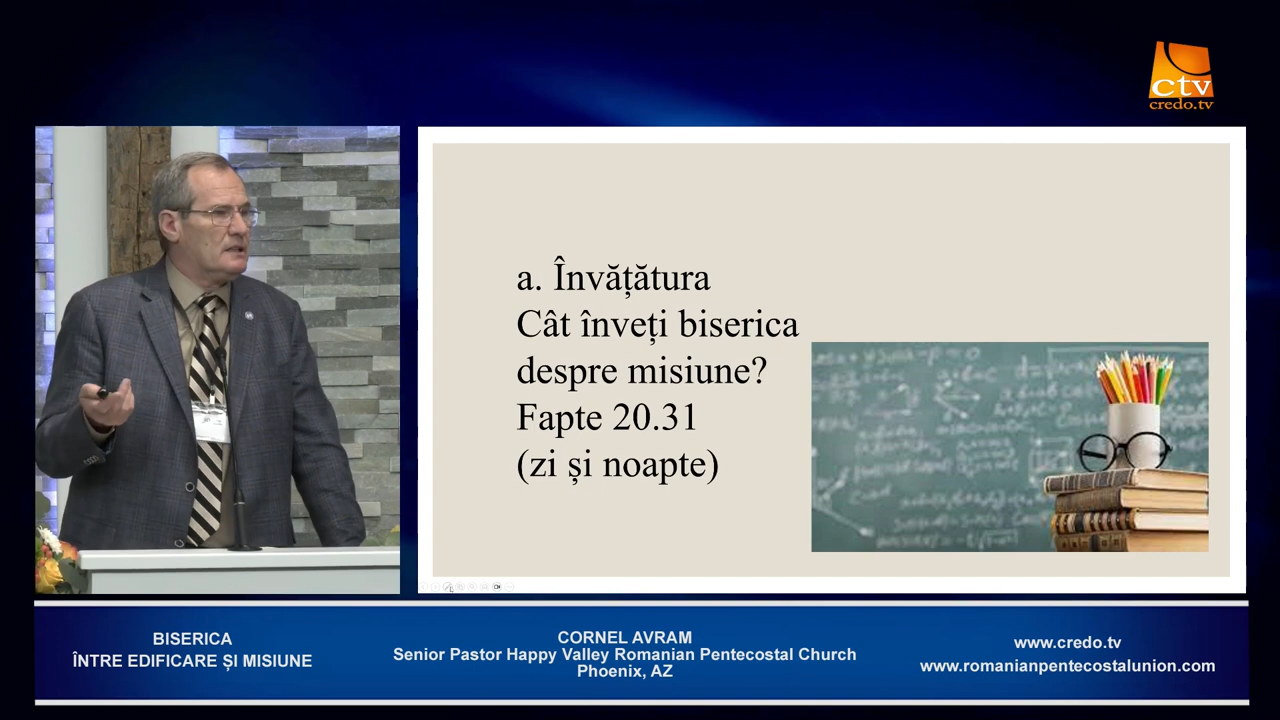 ctv
credo.tv
a. Învățătura
Cât înveți biserica
despre misiune?
Fapte 20.31
(zi și noapte)
BISERICA
ÎNTRE EDIFICARE ȘI MISIUNE
CORNEL AVRAM
Senior Pastor Happy Valley Romanian Pentecostal Church
Phoenix, AZ
www.credo.tv
www.romanianpentecostalunion.com